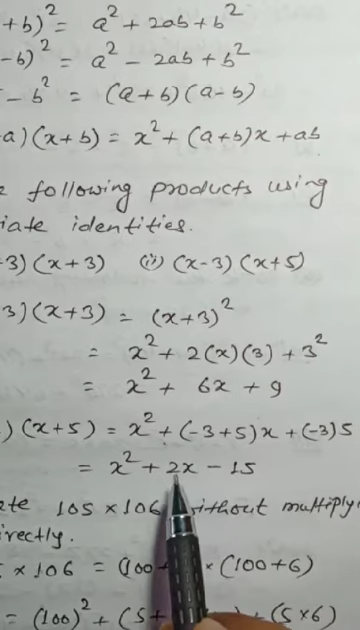 + b)² = a² + 2ab + b²
- b)² = a² - 2ab + b²
- b² = (a + b) (a - b)
a) (x + b) = x² + (a + b) x + ab
following products using
iate identities.
3) (x + 3) (ii) (x - 3) (x + 5)
3) (x + 3) = (x + 3)²
= x² + 2(x) (3) + 3²
= x² + 6x + 9
) (x + 5) = x² + (-3 + 5) x + (-3) 5
= x² + 2x - 15
ate 105 × 106 without multiply
irectly.
× 106 = (100 + × (100 + 6)
= (100)² + (5 + + (5 × 6)